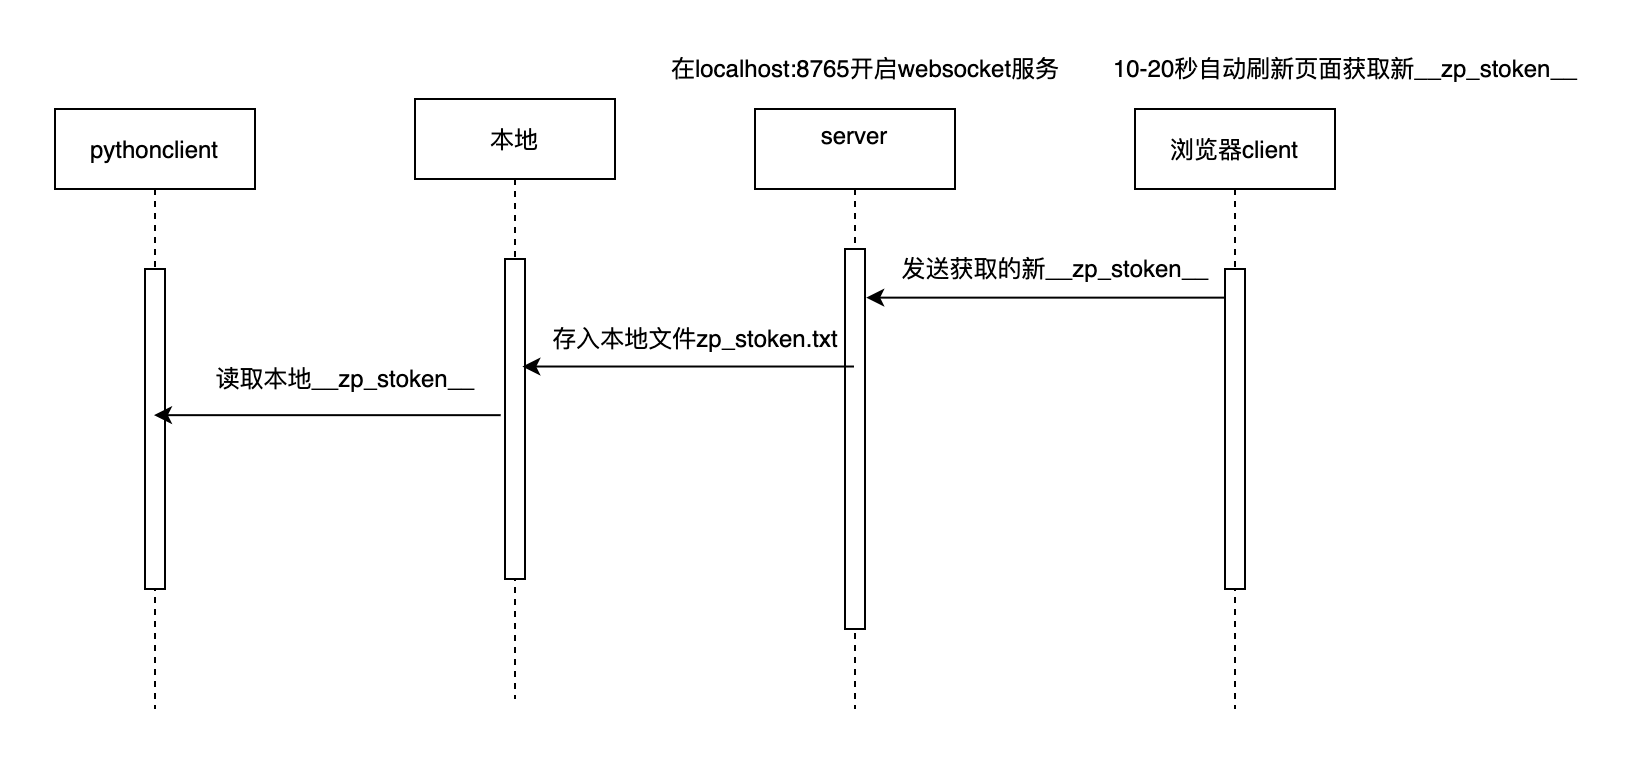 在localhost:8765开启websocket服务
10-20秒自动刷新页面获取新__zp_stoken__
pythonclient
本地
server
浏览器client
发送获取的新__zp_stoken__
存入本地文件zp_stoken.txt
读取本地__zp_stoken__